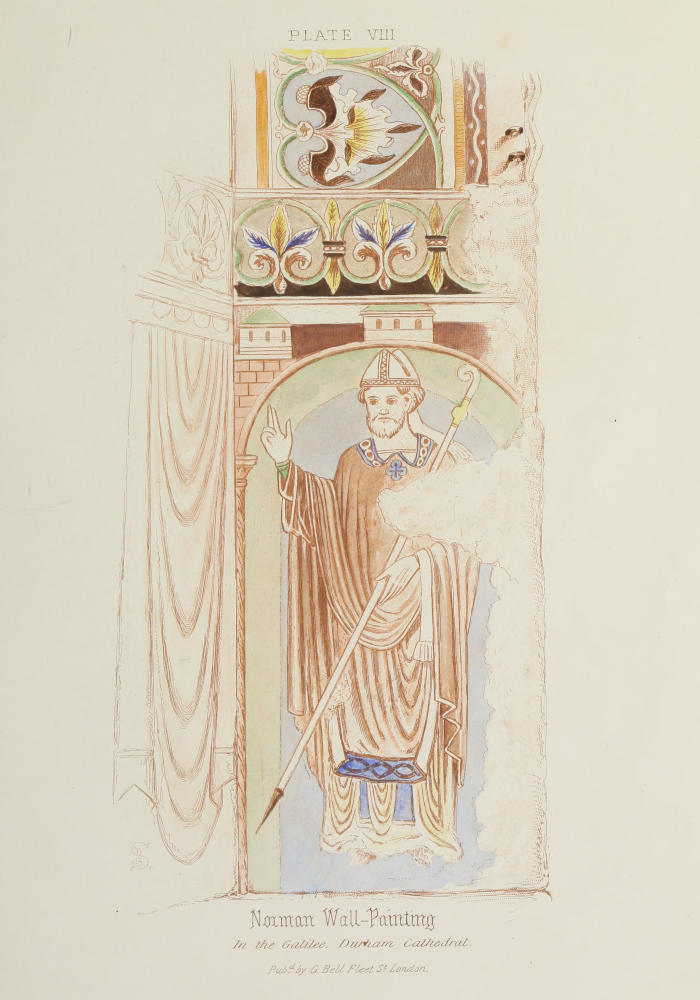 PLATE VIII
Norman Wall-Painting
In the Galilee. Durham Cathedral.
Pubd. by G. Bell Fleet St. London.